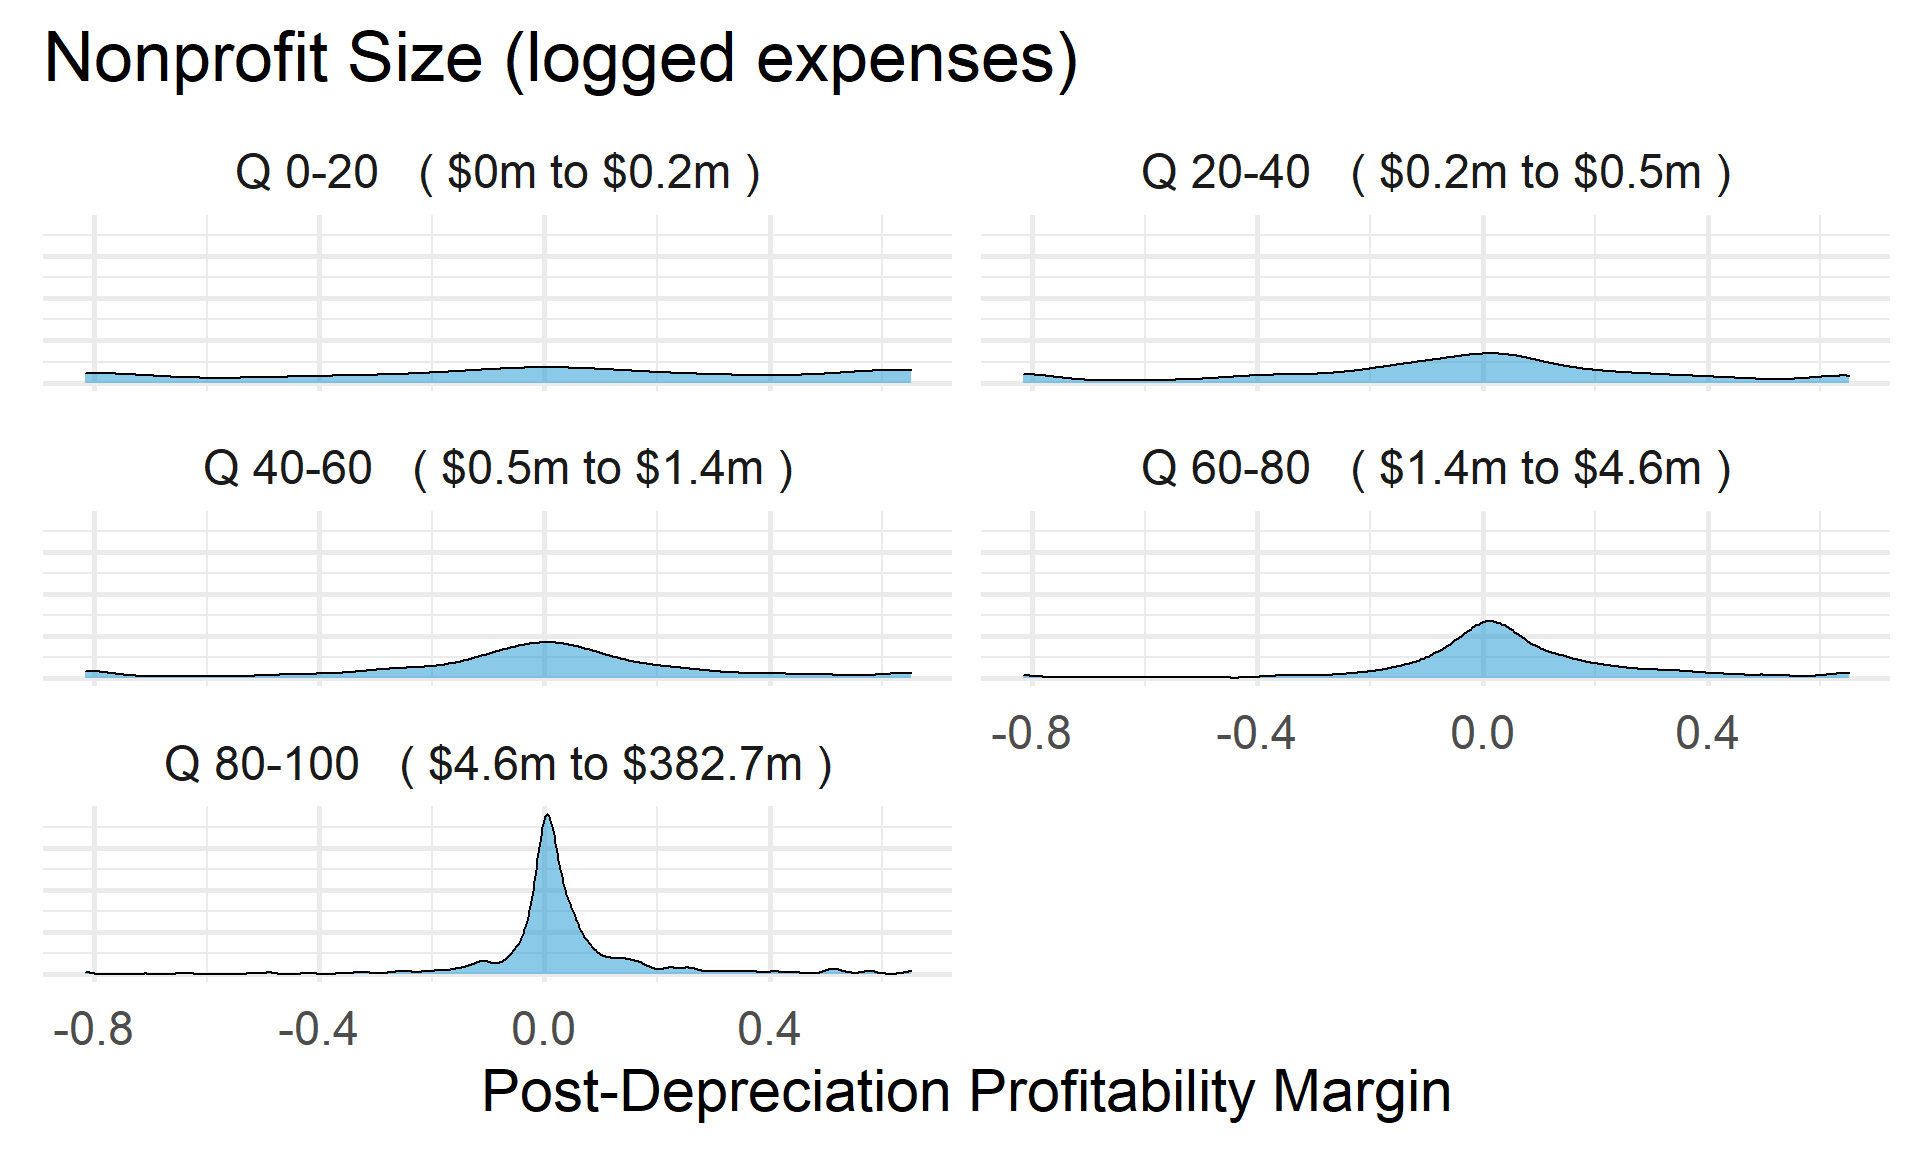 Nonprofit Size (logged expenses)
Q 0-20 ( $0m to $0.2m )
Q 20-40 ( $0.2m to $0.5m )
Q 40-60 ( $0.5m to $1.4m )
Q 60-80 ( $1.4m to $4.6m )
-0.8 -0.4 0.0 0.4
Q 80-100 ( $4.6m to $382.7m )
-0.8 -0.4 0.0 0.4
Post-Depreciation Profitability Margin